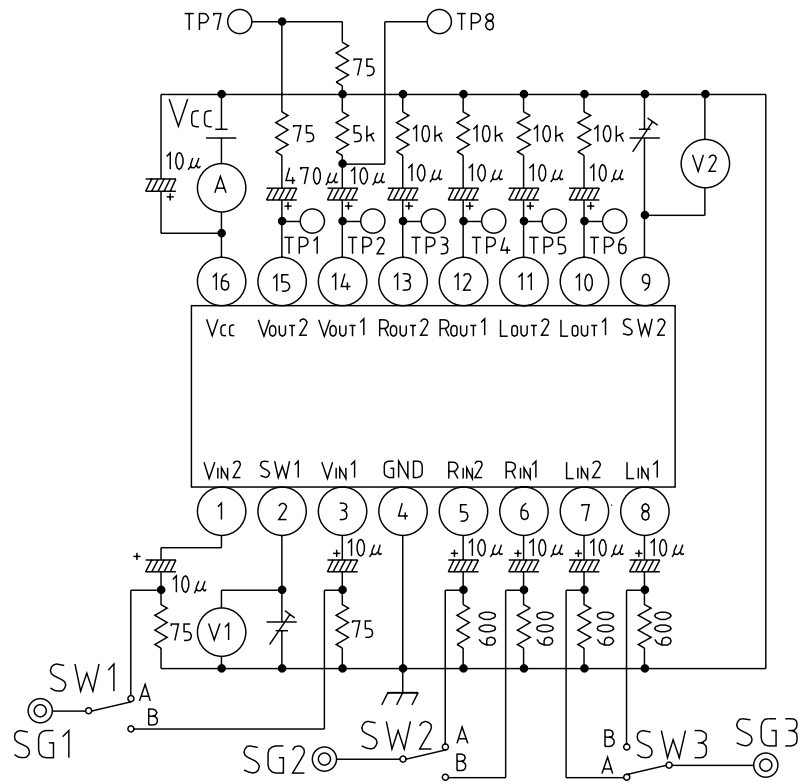 TP7 TP8
75
Vcc 75 5k 10k 10k 10k 10k
10μ A 470μ 10μ 10μ 10μ 10μ 10μ V2
+ + + + + + +
TP1 TP2 TP3 TP4 TP5 TP6
16 15 14 13 12 11 10 9
Vcc VOUT2 VOUT1 ROUT2 ROUT1 LOUT2 LOUT1 SW2
VIN2 SW1 VIN1 GND RIN2 RIN1 LIN2 LIN1
1 2 3 4 5 6 7 8
+ +10μ +10μ +10μ +10μ +10μ
10μ
75 V1 75 600 600 600 600
SW1 A
B
SG1
SW2 A
B
SG2
B
A SW3
SG3